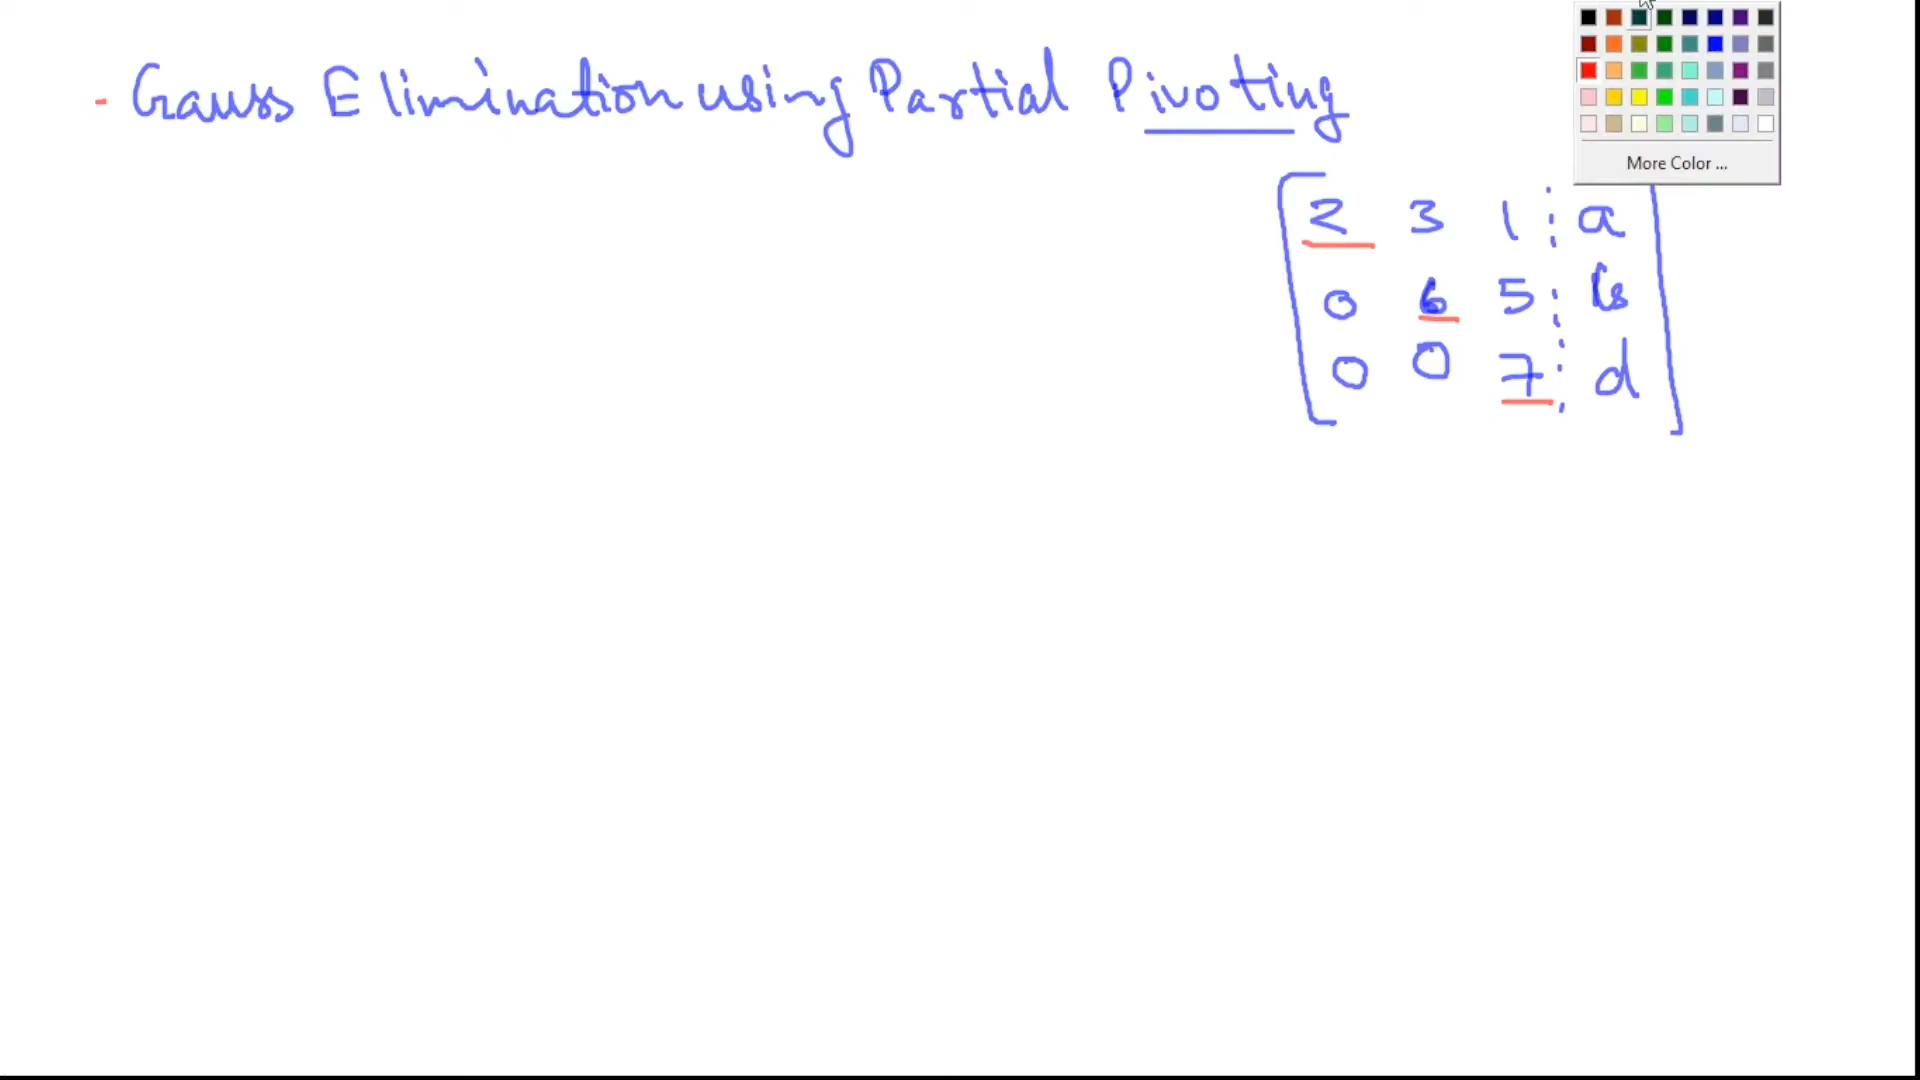 - Gauss Elimination using Partial Pivoting
More Color ...
2 3 1 a
0 6 5
0 0 7 d